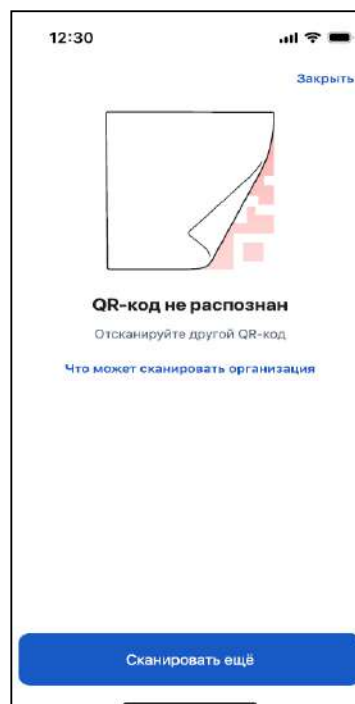 12:30
Закрыть
QR-код не распознан
Отсканируйте другой QR-код
Что может сканировать организация
Сканировать ещё